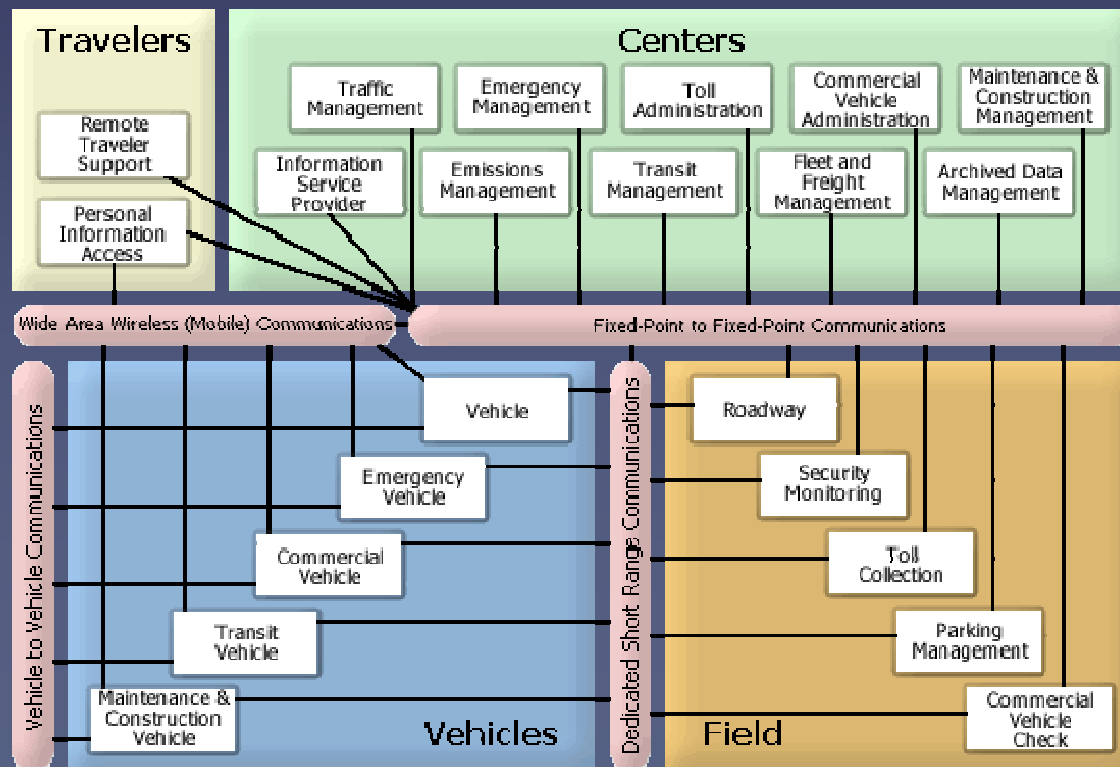 Travelers
Remote
Traveler
Support
Personal
Information
Access
Centers
Traffic
Management
Emergency
Management
Toll
Administration
Commercial
Vehicle
Administration
Maintenance &
Construction
Management
Information
Service
Provider
Emissions
Management
Transit
Management
Fleet and
Freight
Management
Archived Data
Management
Wide Area Wireless (Mobile) Communications
Fixed-Point to Fixed-Point Communications
Vehicle to Vehicle Communications
Vehicle
Emergency
Vehicle
Commercial
Vehicle
Transit
Vehicle
Maintenance &
Construction
Vehicle
Vehicles
Dedicated Short Range Communications
Roadway
Security
Monitoring
Toll
Collection
Parking
Management
Commercial
Vehicle
Check
Field